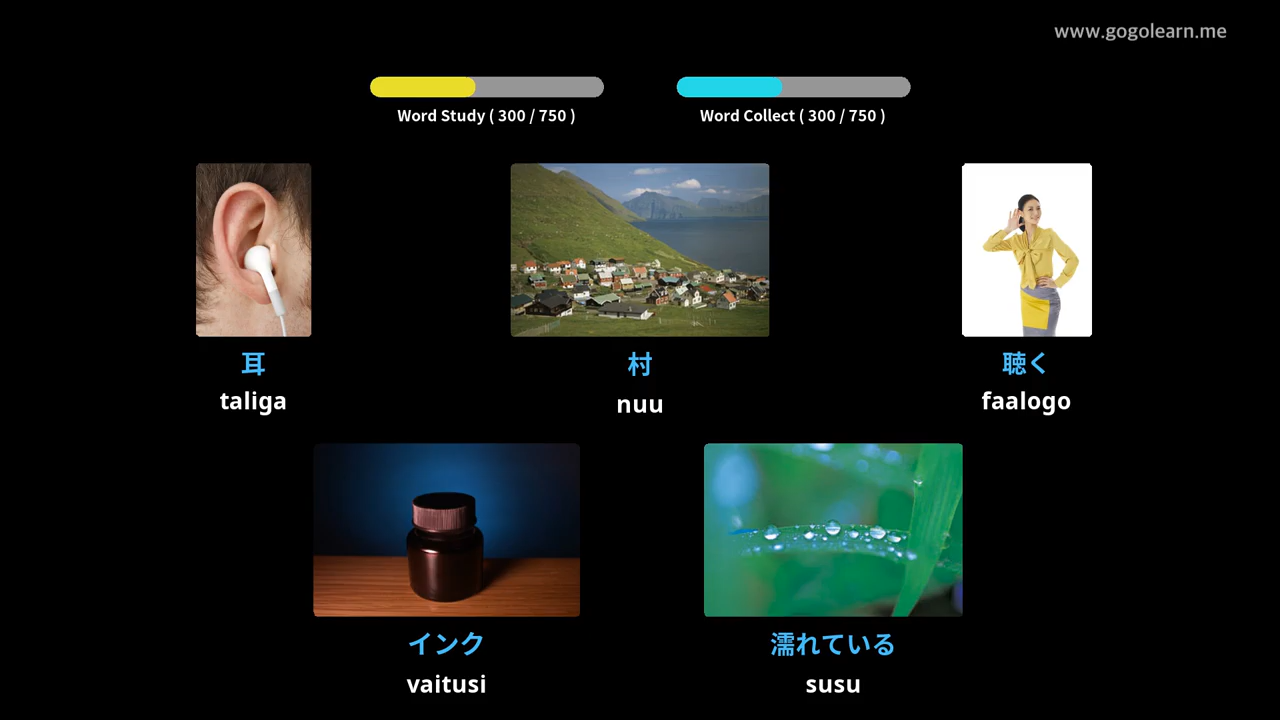 www.gogolearn.me
Word Study ( 300 / 750 )
Word Collect ( 300 / 750 )
耳
taliga
村
nuu
聴く
faalogo
インク
vaitusi
濡れている
susu